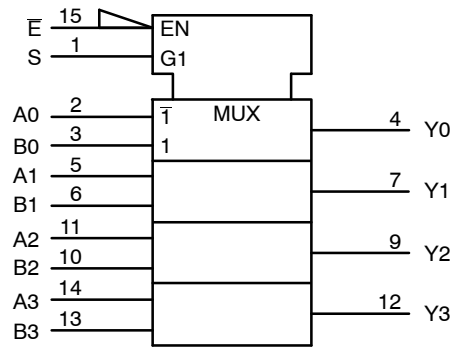 E̅ 15 EN
S 1 G1
A0 2 1̅ MUX 4 Y0
B0 3 1
A1 5 7 Y1
B1 6
A2 11 9 Y2
B2 10
A3 14 12 Y3
B3 13